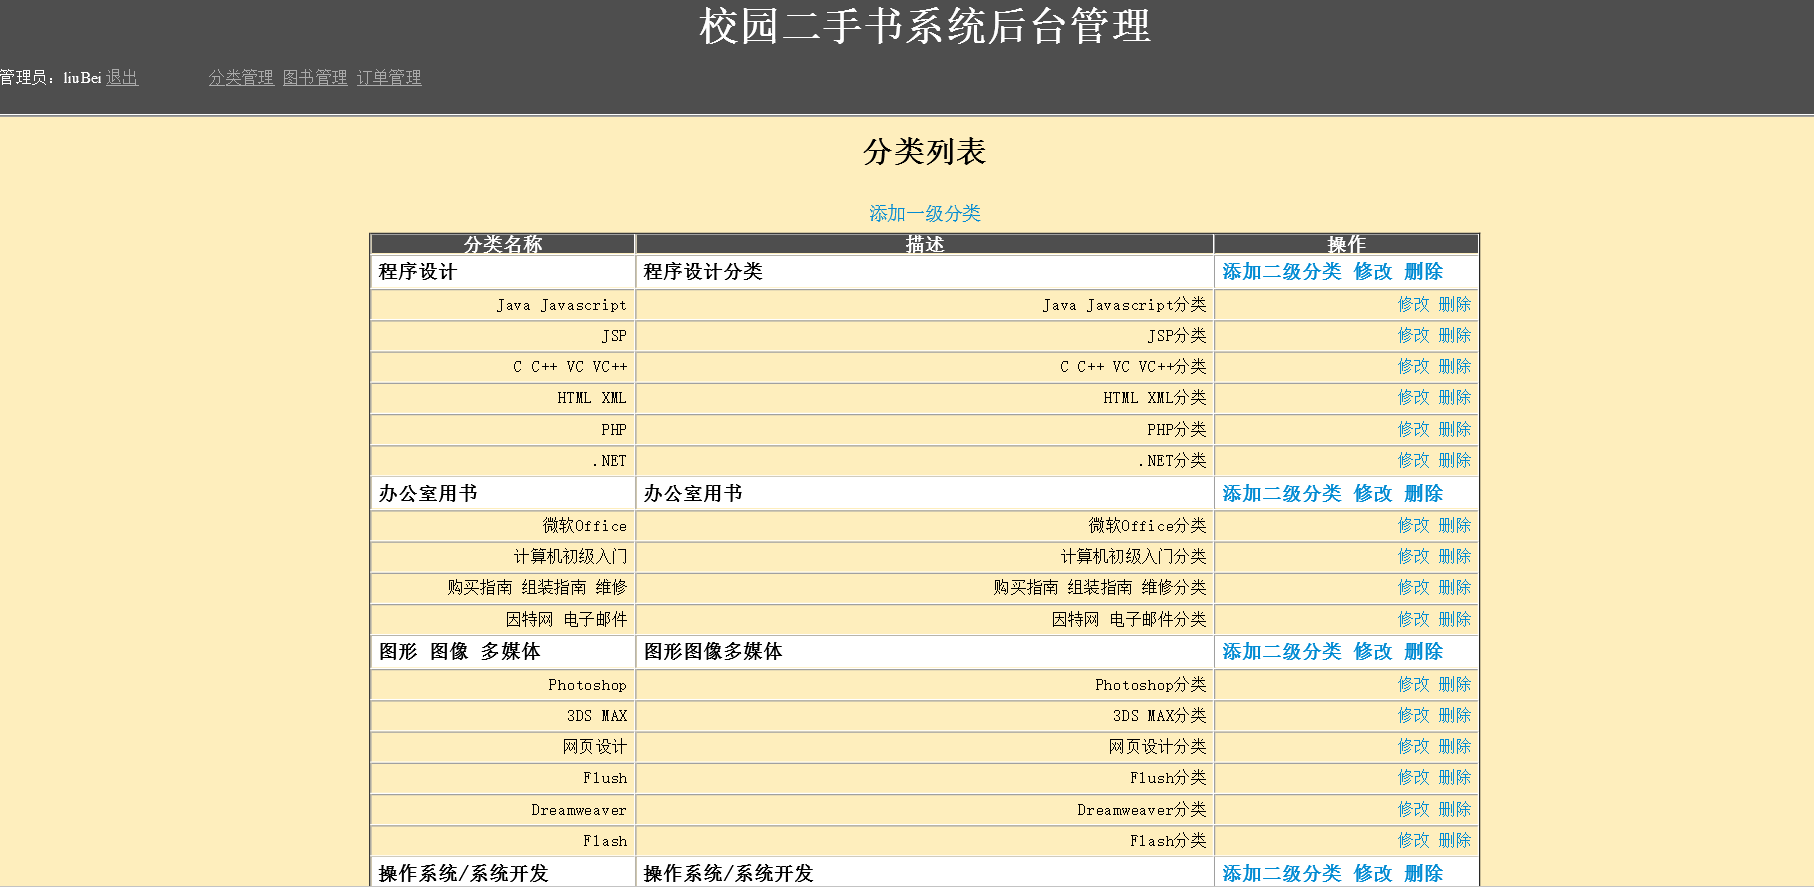 校园二手书系统后台管理
管理员：liuBei 退出 分类管理 图书管理 订单管理
分类列表
添加一级分类
分类名称 描述 操作
程序设计 程序设计分类 添加二级分类 修改 删除
Java Javascript Java Javascript分类 修改 删除
JSP JSP分类 修改 删除
C C++ VC VC++ C C++ VC VC++分类 修改 删除
HTML XML HTML XML分类 修改 删除
PHP PHP分类 修改 删除
.NET .NET分类 修改 删除
办公室用书 办公室用书 添加二级分类 修改 删除
微软Office 微软Office分类 修改 删除
计算机初级入门 计算机初级入门分类 修改 删除
购买指南 组装指南 维修 购买指南 组装指南 维修分类 修改 删除
因特网 电子邮件 因特网 电子邮件分类 修改 删除
图形 图像 多媒体 图形图像多媒体 添加二级分类 修改 删除
Photoshop Photoshop分类 修改 删除
3DS MAX 3DS MAX分类 修改 删除
网页设计 网页设计分类 修改 删除
Flush Flush分类 修改 删除
Dreamweaver Dreamweaver分类 修改 删除
Flash Flash分类 修改 删除
操作系统/系统开发 操作系统/系统开发 添加二级分类 修改 删除